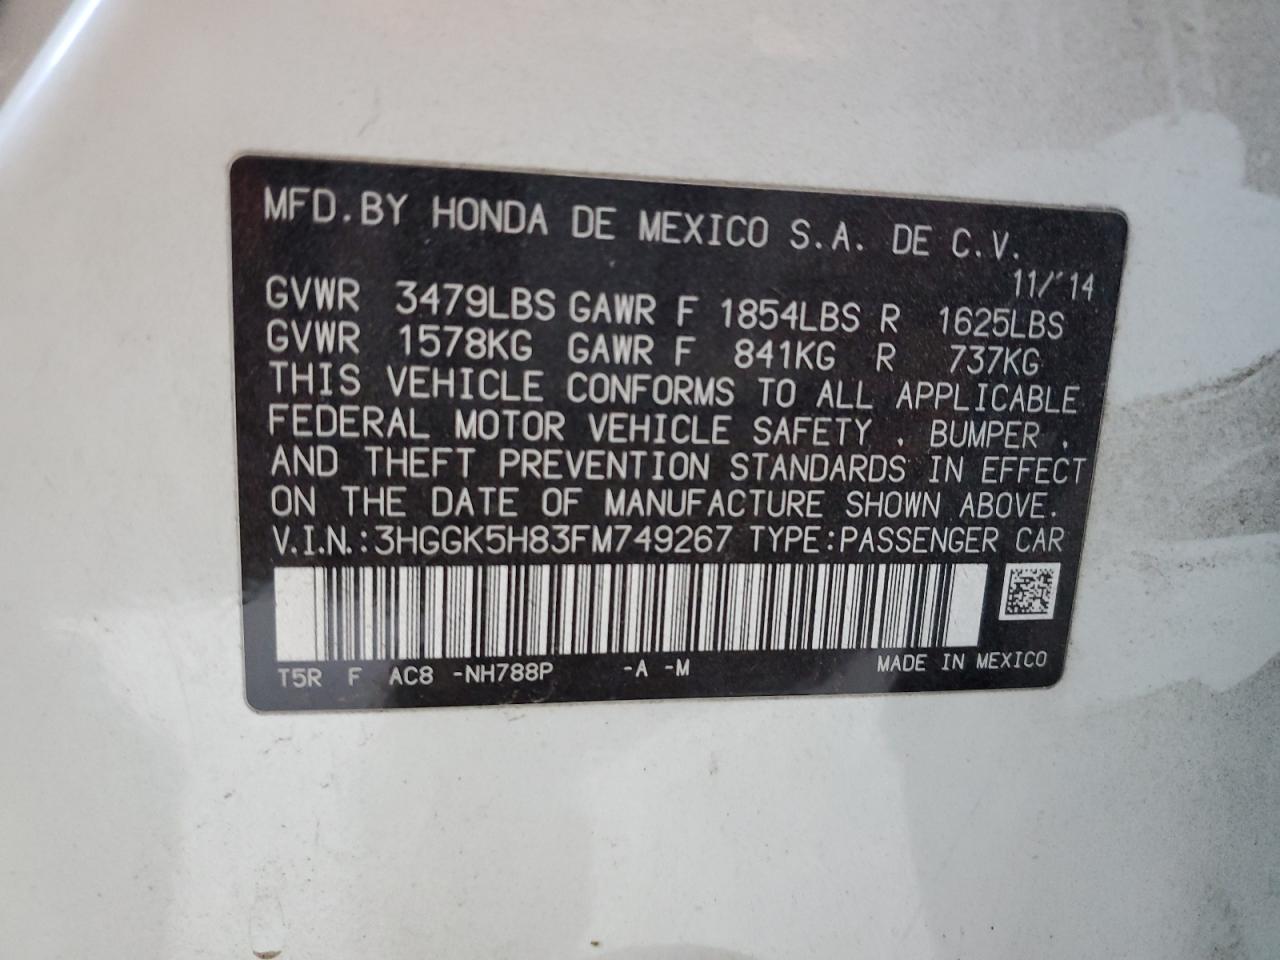 MFD.BY HONDA DE MEXICO S.A. DE C.V.
11/'14
GVWR 3479LBS GAWR F 1854LBS R 1625LBS
GVWR 1578KG GAWR F 841KG R 737KG
THIS VEHICLE CONFORMS TO ALL APPLICABLE
FEDERAL MOTOR VEHICLE SAFETY , BUMPER ,
AND THEFT PREVENTION STANDARDS IN EFFECT
ON THE DATE OF MANUFACTURE SHOWN ABOVE.
V.I.N.:3HGGK5H83FM749267 TYPE:PASSENGER CAR
T5R F AC8 -NH788P -A -M MADE IN MEXICO